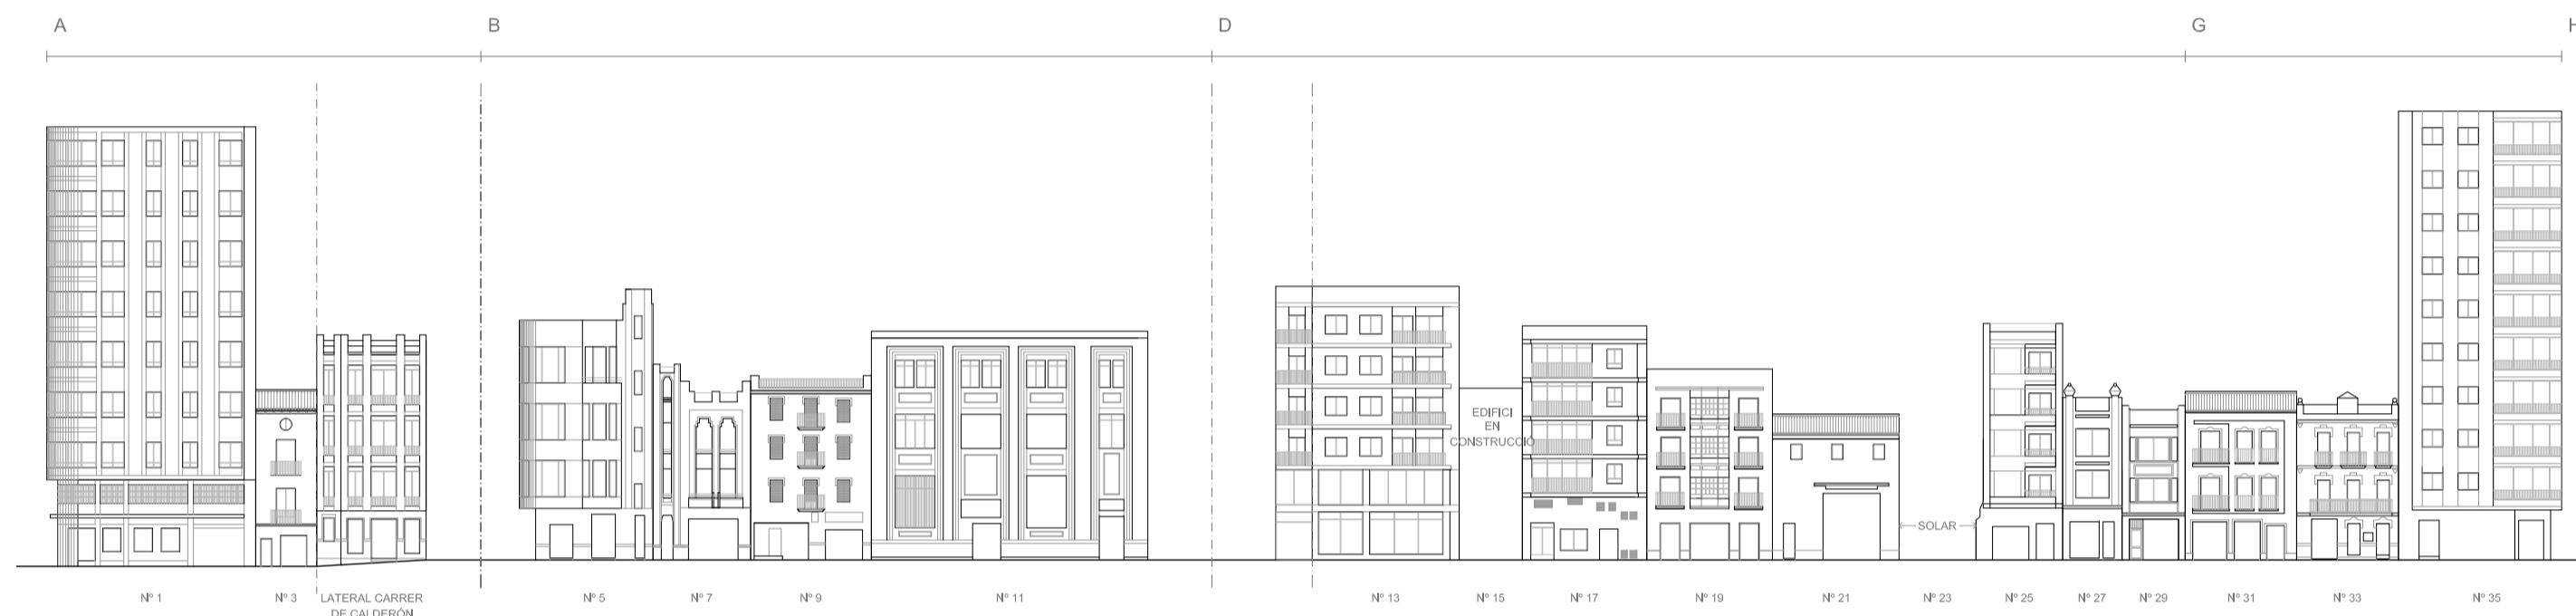 A
B
D
G
H
EDIFICI
EN
CONSTRUCCIÓ
SOLAR
Nº 1
Nº 3
LATERAL CARRER
DE CALDERÓN
Nº 5
Nº 7
Nº 9
Nº 11
Nº 13
Nº 15
Nº 17
Nº 19
Nº 21
Nº 23
Nº 25
Nº 27
Nº 29
Nº 31
Nº 33
Nº 35